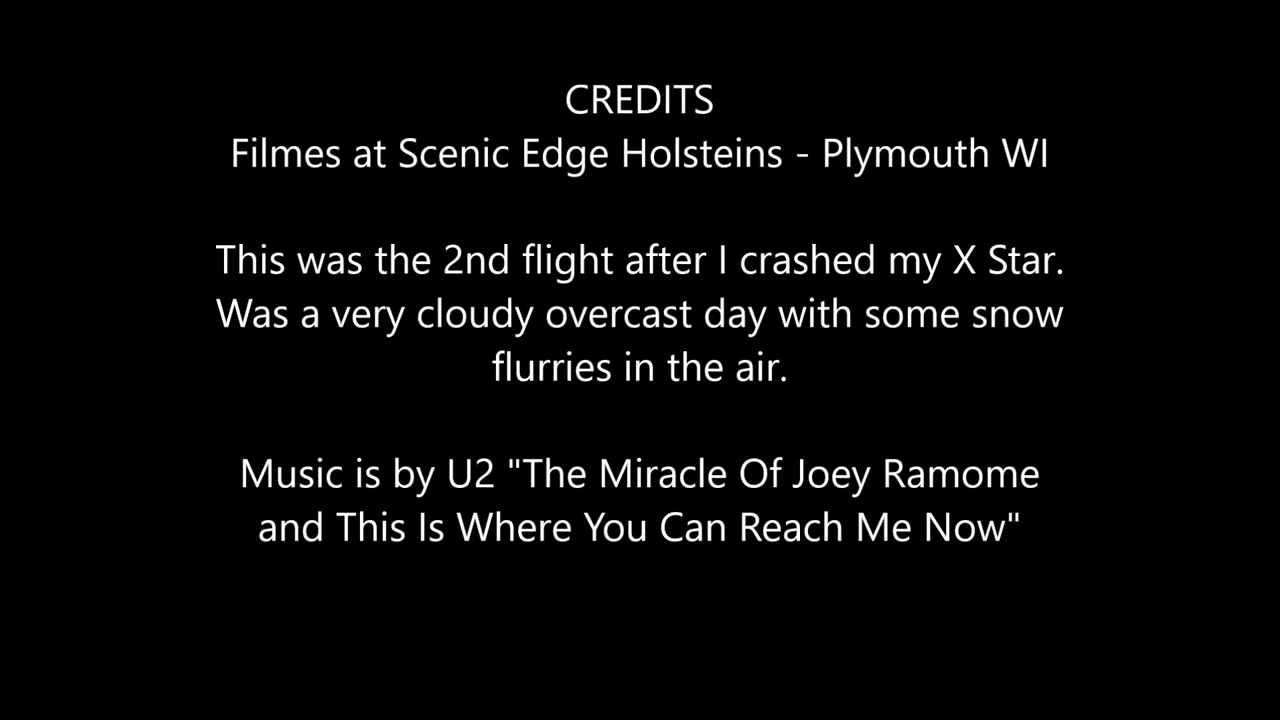 CREDITS
Filmes at Scenic Edge Holsteins - Plymouth WI
This was the 2nd flight after I crashed my X Star.
Was a very cloudy overcast day with some snow
flurries in the air.
Music is by U2 "The Miracle Of Joey Ramome
and This Is Where You Can Reach Me Now"